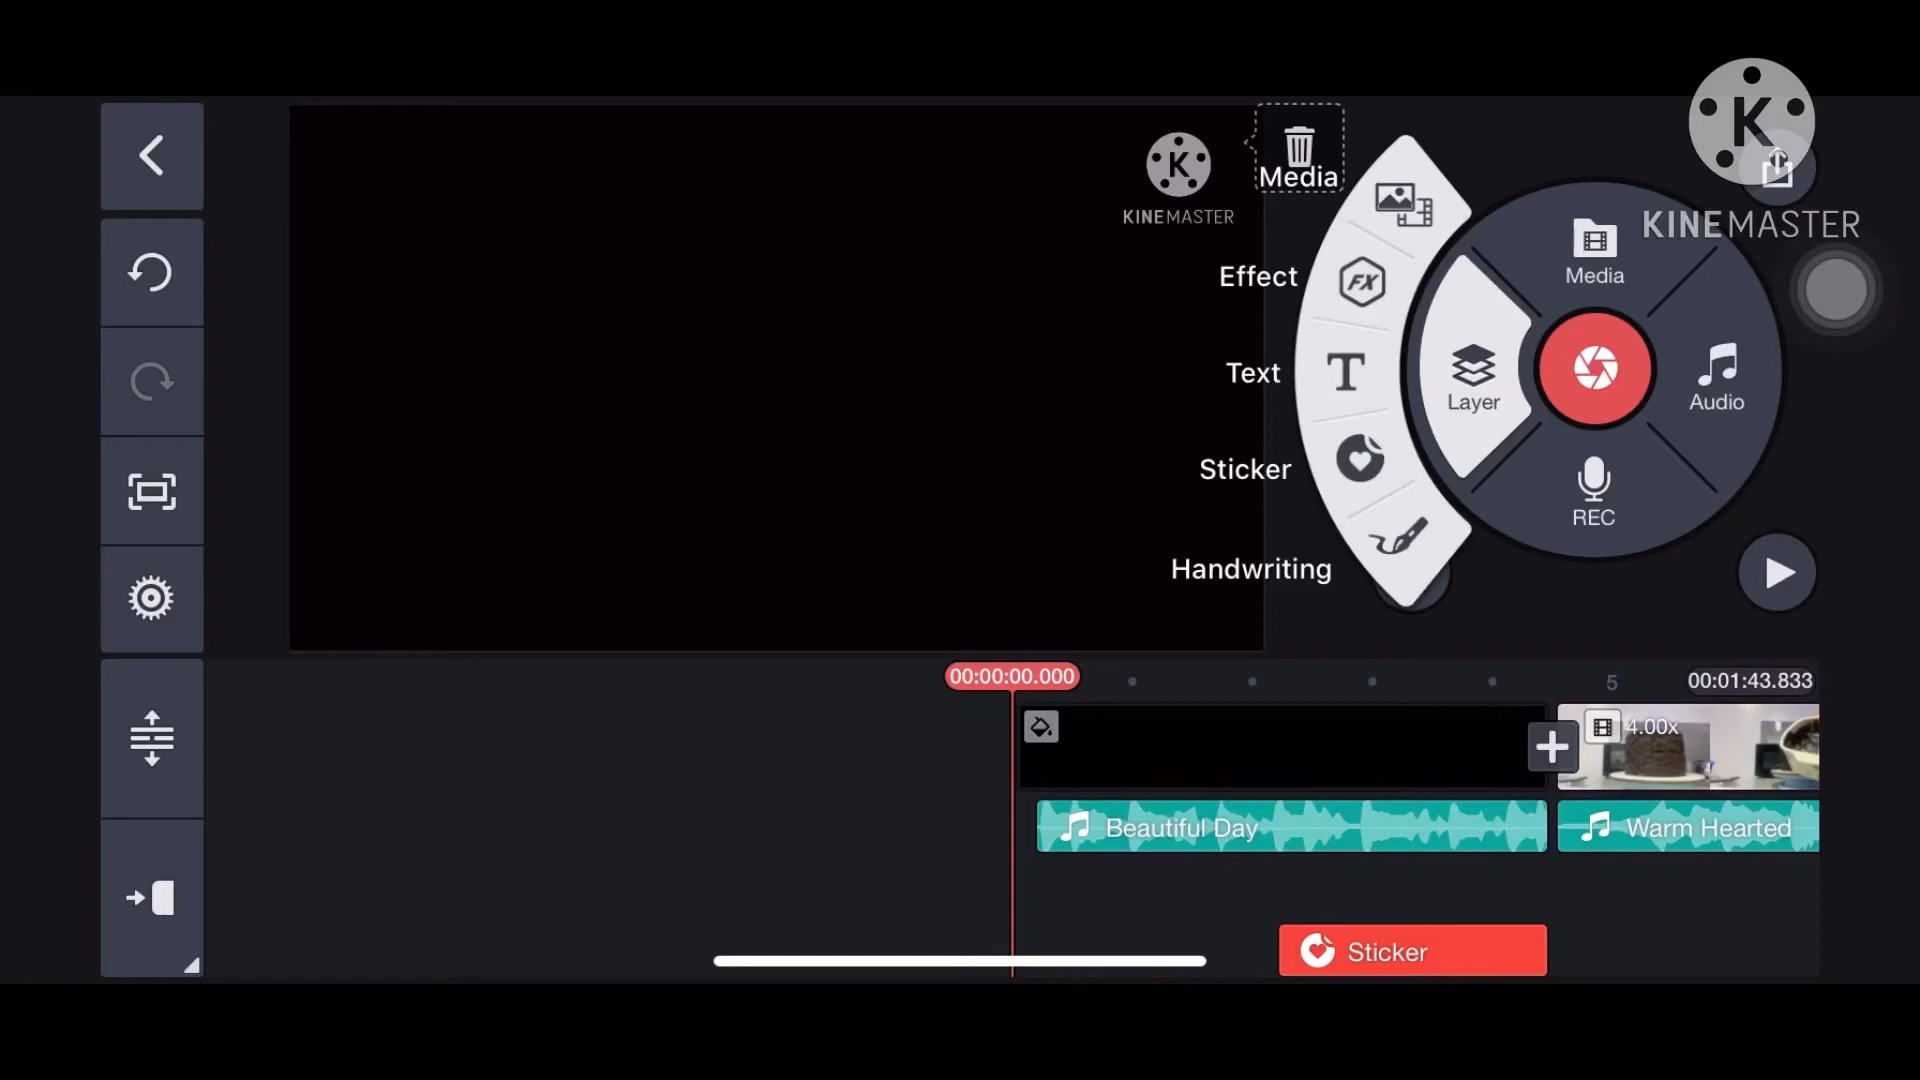 K
K
Media
KINEMASTER
KINEMASTER
Effect
FX
Media
Text
T
Layer
Audio
Sticker
REC
Handwriting
00:00:00.000
5
00:01:43.833
4.00x
Beautiful Day
Warm Hearted
Sticker